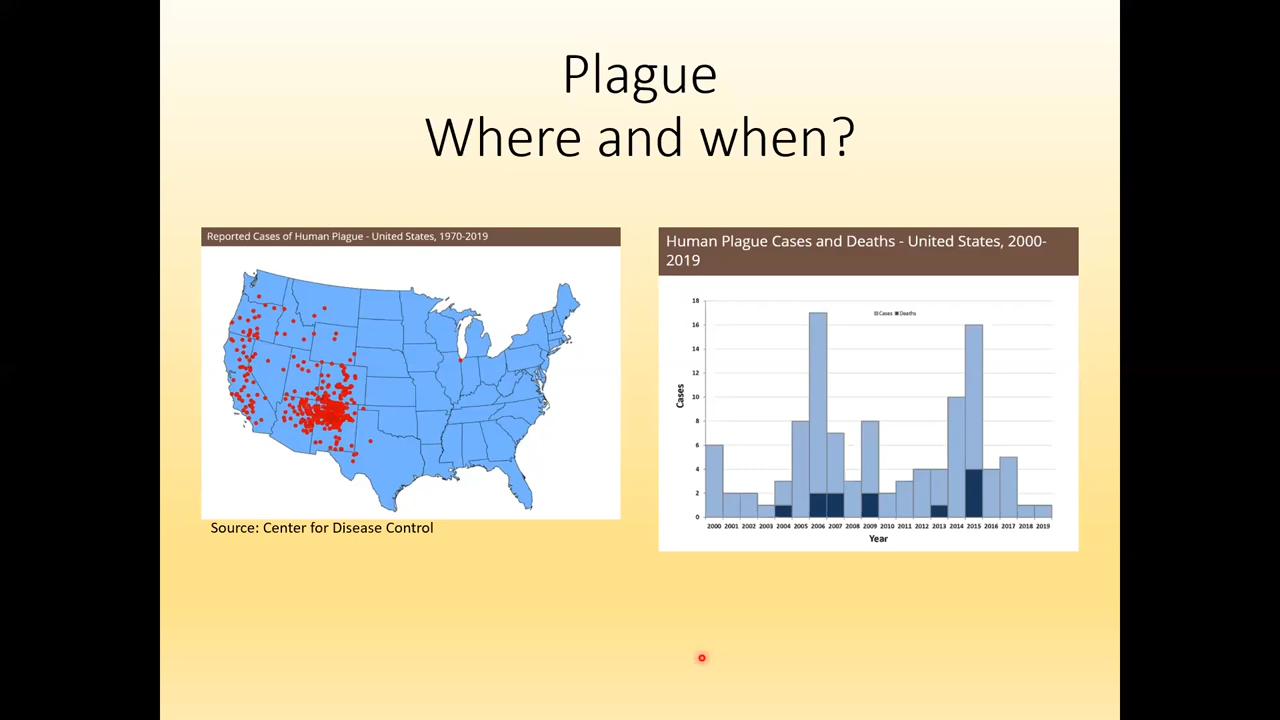 Plague
Where and when?
Reported Cases of Human Plague - United States, 1970-2019
Source: Center for Disease Control
Human Plague Cases and Deaths - United States, 2000-
2019
Cases Deaths
18
16
14
12
10
8
6
4
2
0
Cases
2000 2001 2002 2003 2004 2005 2006 2007 2008 2009 2010 2011 2012 2013 2014 2015 2016 2017 2018 2019
Year